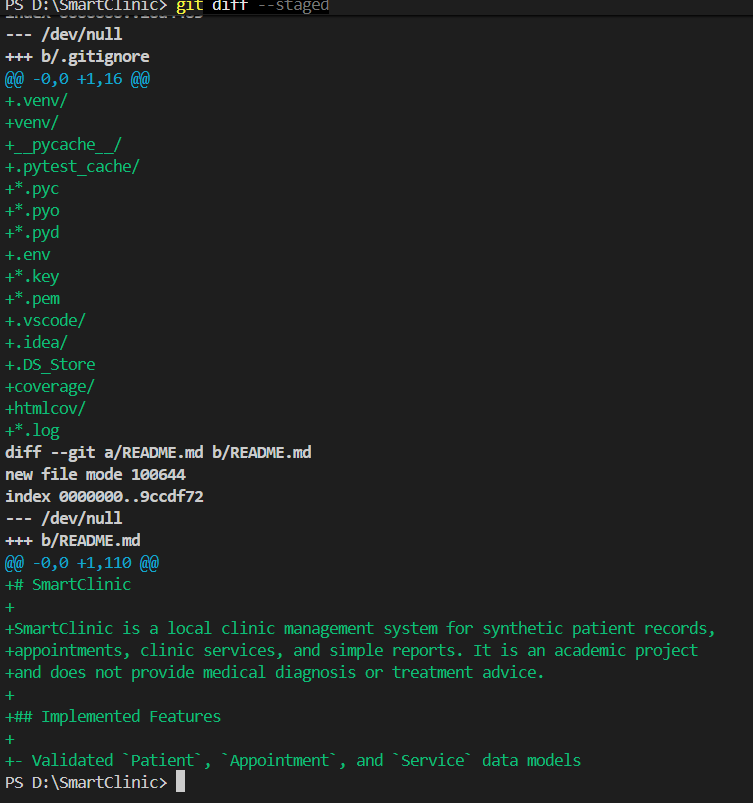 PS D:\SmartClinic> git diff --staged
--- /dev/null
+++ b/.gitignore
@@ -0,0 +1,16 @@
+.venv/
+venv/
+__pycache__/
+.pytest_cache/
+*.pyc
+*.pyo
+*.pyd
+.env
+*.key
+*.pem
+.vscode/
+.idea/
+.DS_Store
+coverage/
+htmlcov/
+*.log
diff --git a/README.md b/README.md
new file mode 100644
index 0000000..9ccdf72
--- /dev/null
+++ b/README.md
@@ -0,0 +1,110 @@
+# SmartClinic
+
+SmartClinic is a local clinic management system for synthetic patient records,
+appointments, clinic services, and simple reports. It is an academic project
+and does not provide medical diagnosis or treatment advice.
+
+## Implemented Features
+
+- Validated `Patient`, `Appointment`, and `Service` data models
PS D:\SmartClinic>